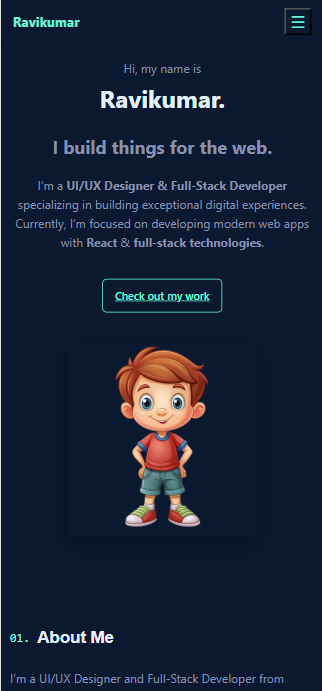 Ravikumar
Hi, my name is
Ravikumar.
I build things for the web.
I’m a UI/UX Designer & Full-Stack Developer
specializing in building exceptional digital experiences.
Currently, I’m focused on developing modern web apps
with React & full-stack technologies.
Check out my work
01. About Me
I’m a UI/UX Designer and Full-Stack Developer from